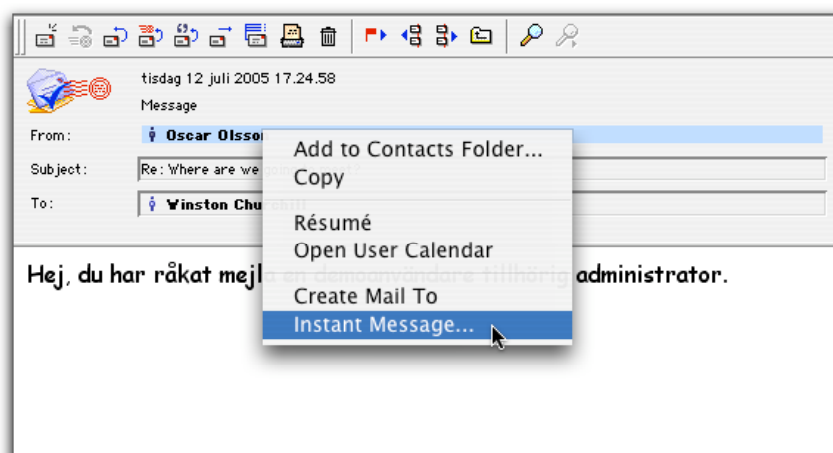 tisdag 12 juli 2005 17.24.58
Message
From: Oscar Olsson
Subject: Re: Where are we
To: Winston Churchill
Add to Contacts Folder...
Copy
Résumé
Open User Calendar
Create Mail To
Instant Message...
Hej, du har råkat mejla en demoanvändare tillhörig administrator.